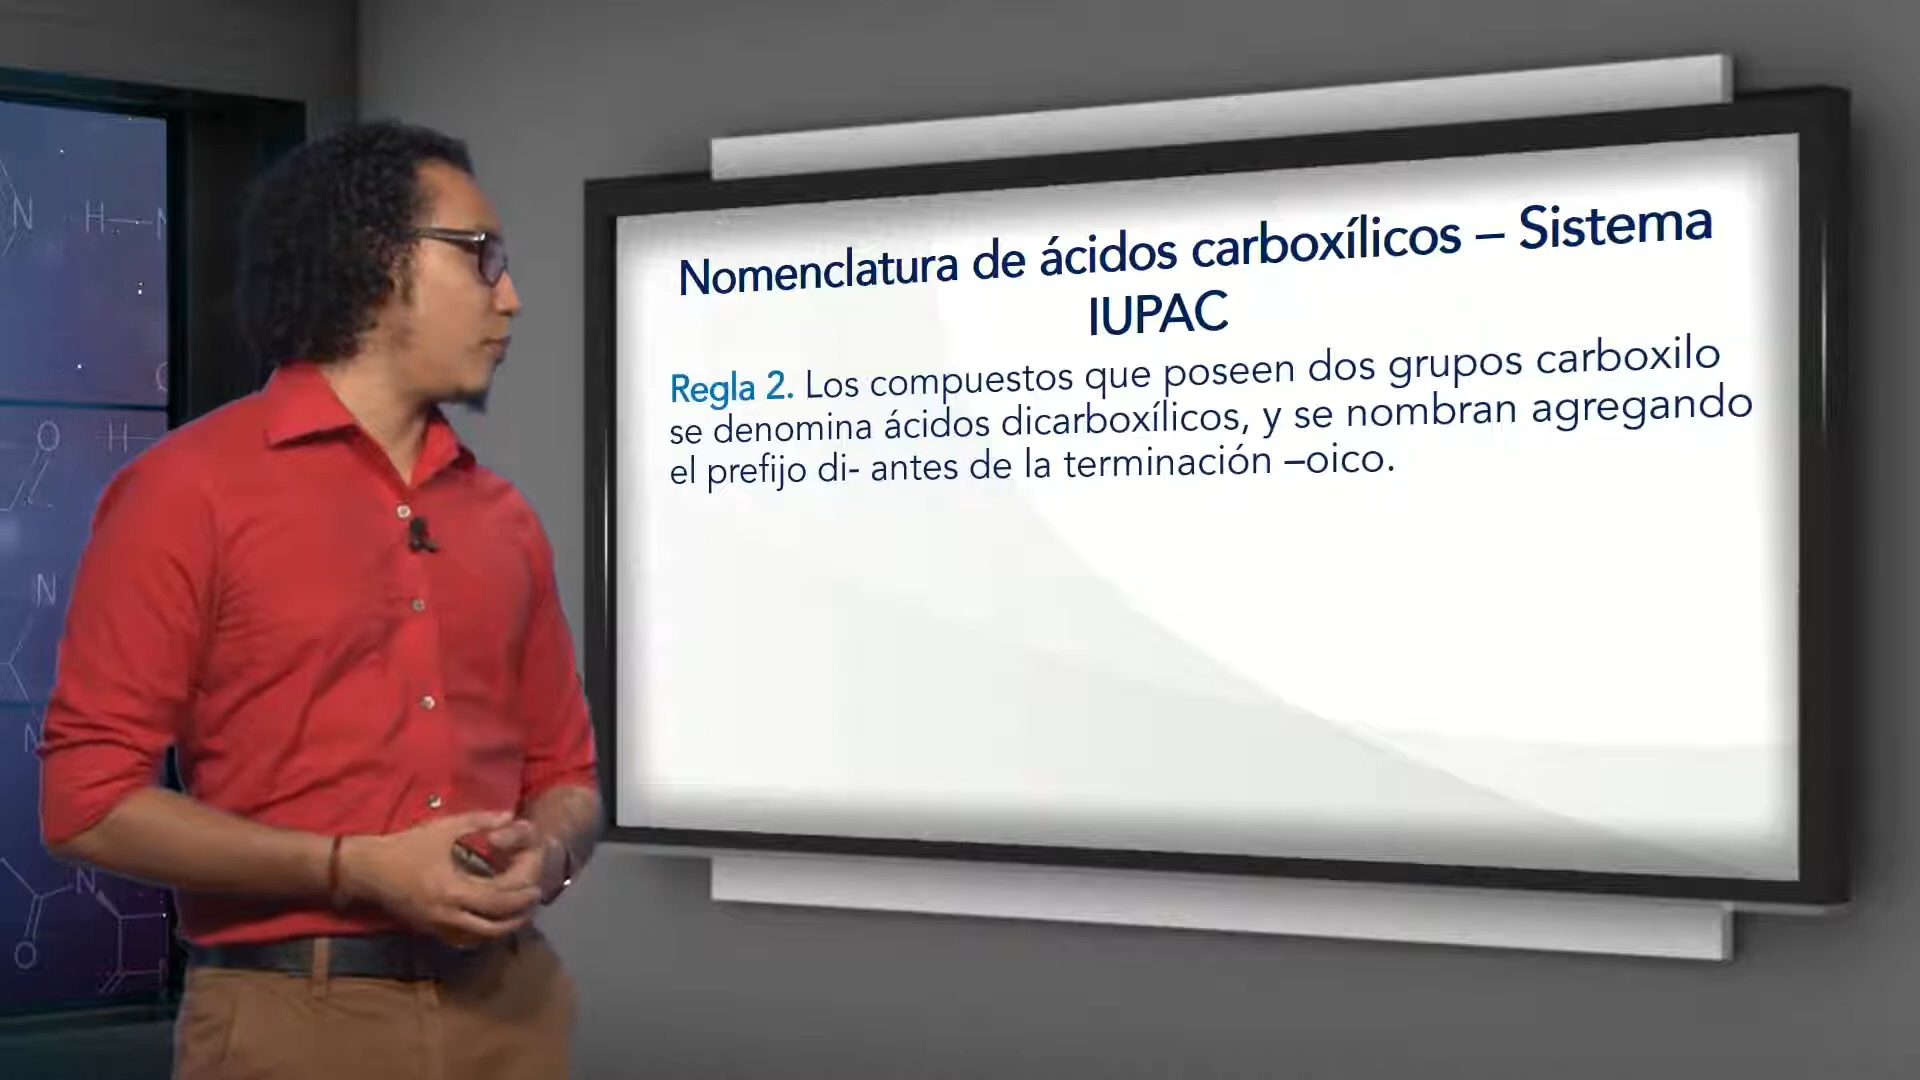 Nomenclatura de ácidos carboxílicos – Sistema
IUPAC
Regla 2. Los compuestos que poseen dos grupos carboxilo
se denomina ácidos dicarboxílicos, y se nombran agregando
el prefijo di- antes de la terminación –oico.
N
H
N
O
H
N
N
N
O